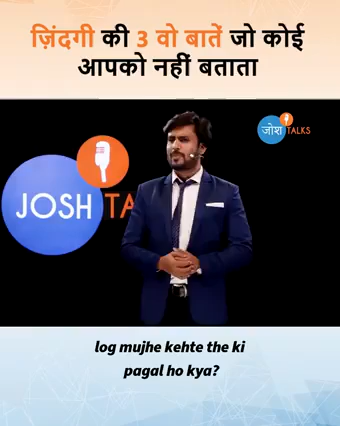 ज़िंदगी की 3 वो बातें जो कोई
आपको नहीं बताता
जोश TALKS
JOSH TA
log mujhe kehte the ki
pagal ho kya?